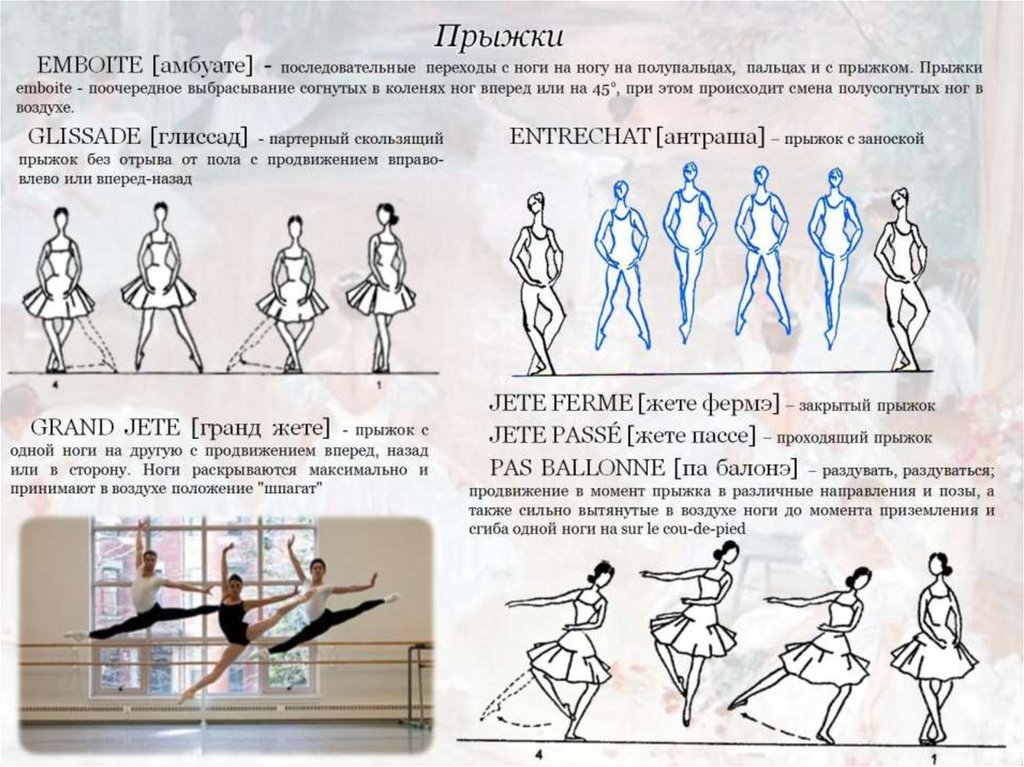 Прыжки
EMBOITE [амбуате] - последовательные переходы с ноги на ногу на полупальцах, пальцах и с прыжком. Прыжки
emboite - поочередное выбрасывание согнутых в коленях ног вперед или на 45°, при этом происходит смена полусогнутых ног в
воздухе.
GLISSADE [глиссад] - партерный скользящий
прыжок без отрыва от пола с продвижением вправо-
влево или вперед-назад
4
1
ENTRECHAT [антраша] – прыжок с заноской
GRAND JETE [гранд жете] - прыжок с
одной ноги на другую с продвижением вперед, назад
или в сторону. Ноги раскрываются максимально и
принимают в воздухе положение "шпагат"
JETE FERME [жете фермэ] – закрытый прыжок
JETE PASSÉ [жете пассе] – проходящий прыжок
PAS BALLONNE [па балонэ] – раздувать, раздуваться;
продвижение в момент прыжка в различные направления и позы, а
также сильно вытянутые в воздухе ноги до момента приземления и
сгиба одной ноги на sur le cou-de-pied
4
1